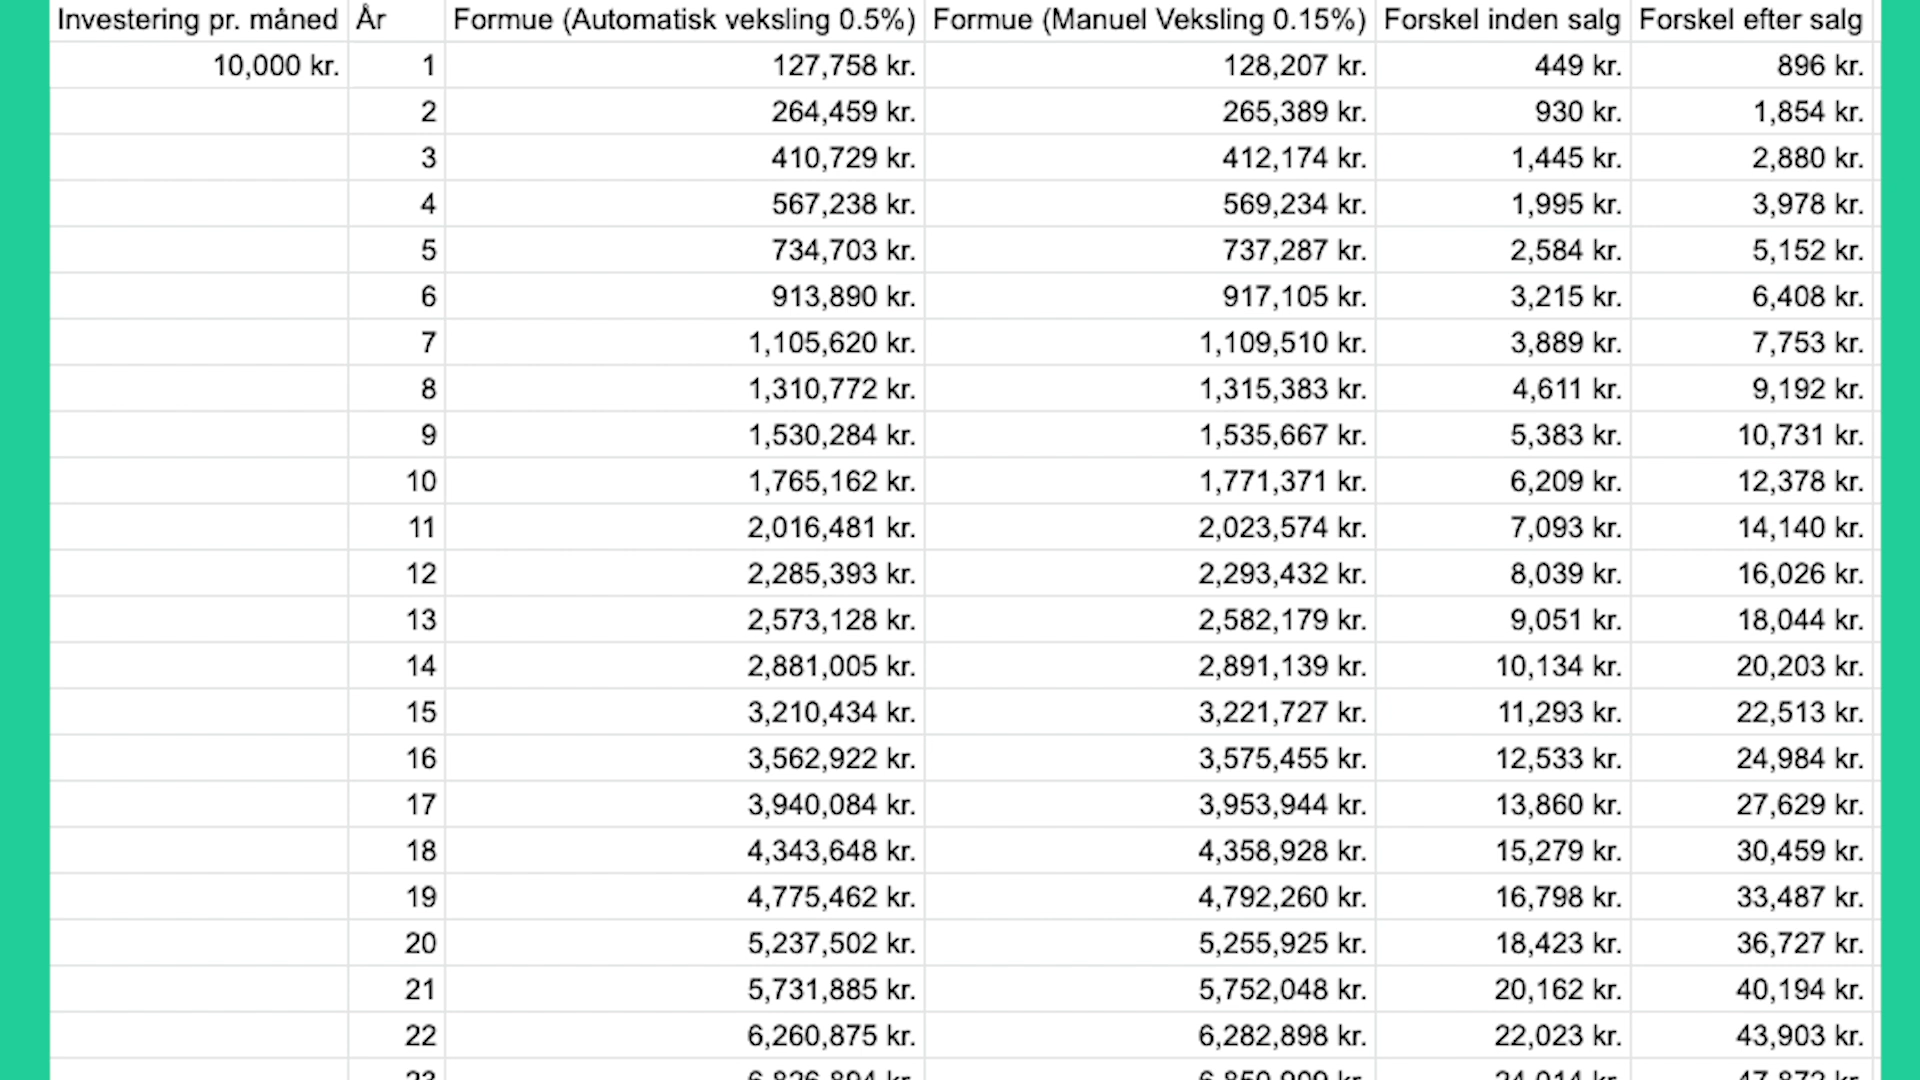 Investering pr. måned År Formue (Automatisk veksling 0.5%) Formue (Manuel Veksling 0.15%) Forskel inden salg Forskel efter salg
10,000 kr. 1 127,758 kr. 128,207 kr. 449 kr. 896 kr.
2 264,459 kr. 265,389 kr. 930 kr. 1,854 kr.
3 410,729 kr. 412,174 kr. 1,445 kr. 2,880 kr.
4 567,238 kr. 569,234 kr. 1,995 kr. 3,978 kr.
5 734,703 kr. 737,287 kr. 2,584 kr. 5,152 kr.
6 913,890 kr. 917,105 kr. 3,215 kr. 6,408 kr.
7 1,105,620 kr. 1,109,510 kr. 3,889 kr. 7,753 kr.
8 1,310,772 kr. 1,315,383 kr. 4,611 kr. 9,192 kr.
9 1,530,284 kr. 1,535,667 kr. 5,383 kr. 10,731 kr.
10 1,765,162 kr. 1,771,371 kr. 6,209 kr. 12,378 kr.
11 2,016,481 kr. 2,023,574 kr. 7,093 kr. 14,140 kr.
12 2,285,393 kr. 2,293,432 kr. 8,039 kr. 16,026 kr.
13 2,573,128 kr. 2,582,179 kr. 9,051 kr. 18,044 kr.
14 2,881,005 kr. 2,891,139 kr. 10,134 kr. 20,203 kr.
15 3,210,434 kr. 3,221,727 kr. 11,293 kr. 22,513 kr.
16 3,562,922 kr. 3,575,455 kr. 12,533 kr. 24,984 kr.
17 3,940,084 kr. 3,953,944 kr. 13,860 kr. 27,629 kr.
18 4,343,648 kr. 4,358,928 kr. 15,279 kr. 30,459 kr.
19 4,775,462 kr. 4,792,260 kr. 16,798 kr. 33,487 kr.
20 5,237,502 kr. 5,255,925 kr. 18,423 kr. 36,727 kr.
21 5,731,885 kr. 5,752,048 kr. 20,162 kr. 40,194 kr.
22 6,260,875 kr. 6,282,898 kr. 22,023 kr. 43,903 kr.